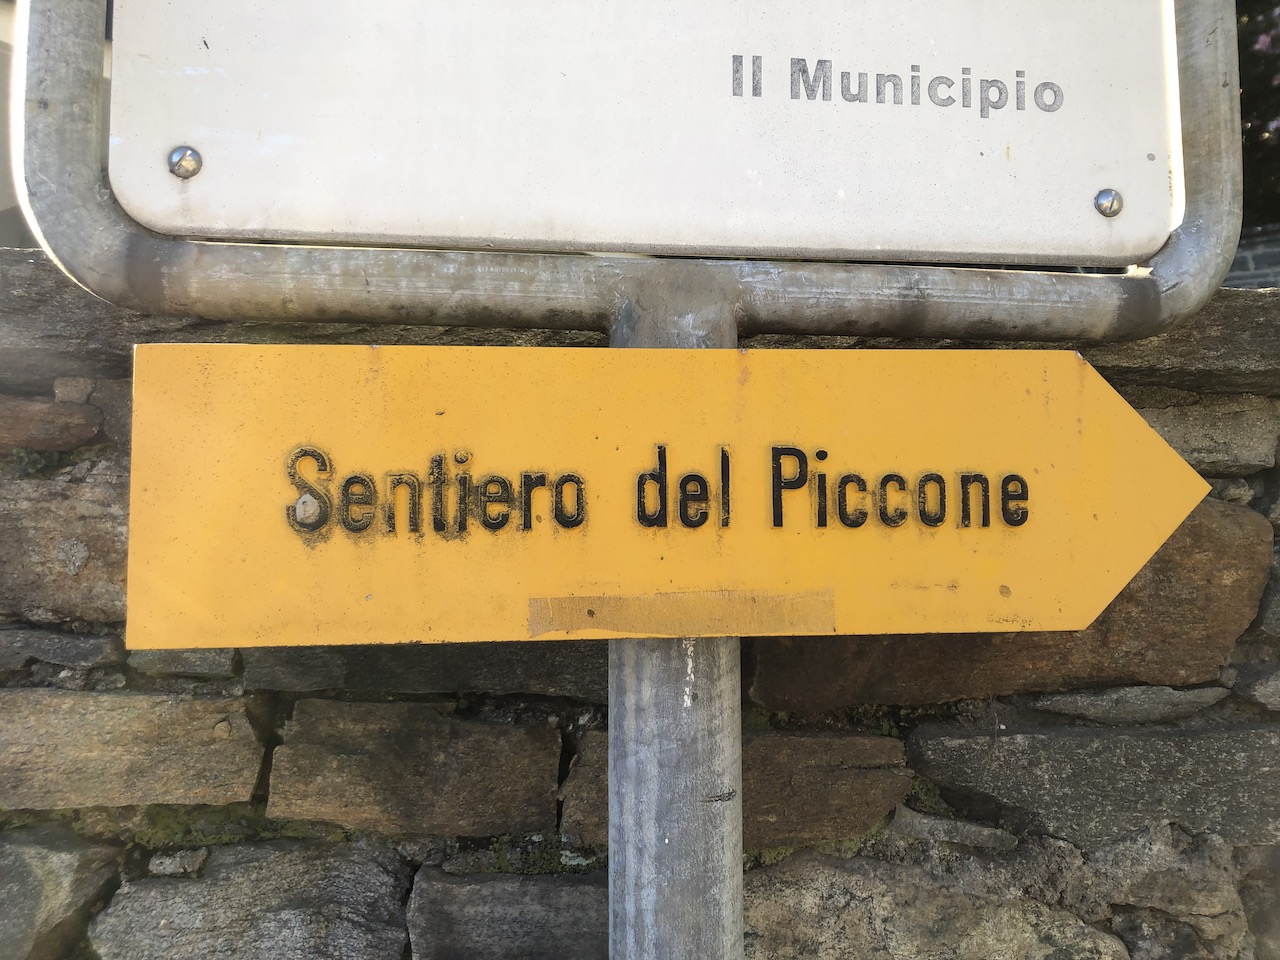 Il Municipio
Sentiero del Piccone